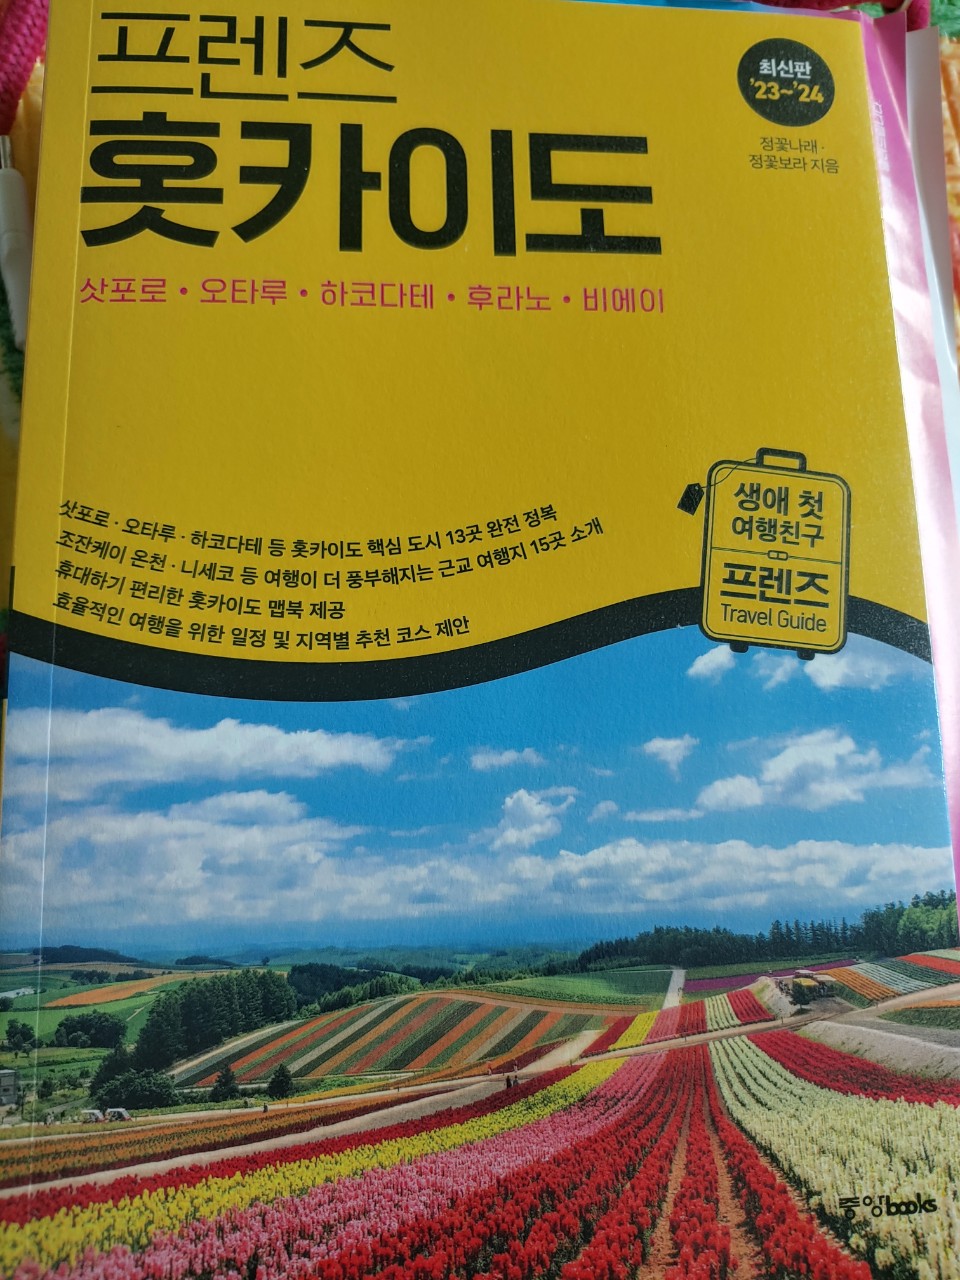 프렌즈
홋카이도
최신판
'23~'24
정꽃나래 ·
정꽃보라 지음
삿포로 • 오타루 • 하코다테 • 후라노 • 비에이
삿포로 · 오타루 · 하코다테 등 홋카이도 핵심 도시 13곳 완전 정복
조잔케이 온천 · 니세코 등 여행이 더 풍부해지는 근교 여행지 15곳 소개
휴대하기 편리한 홋카이도 맵북 제공
효율적인 여행을 위한 일정 및 지역별 추천 코스 제안
생애 첫
여행친구
프렌즈
Travel Guide
중앙books